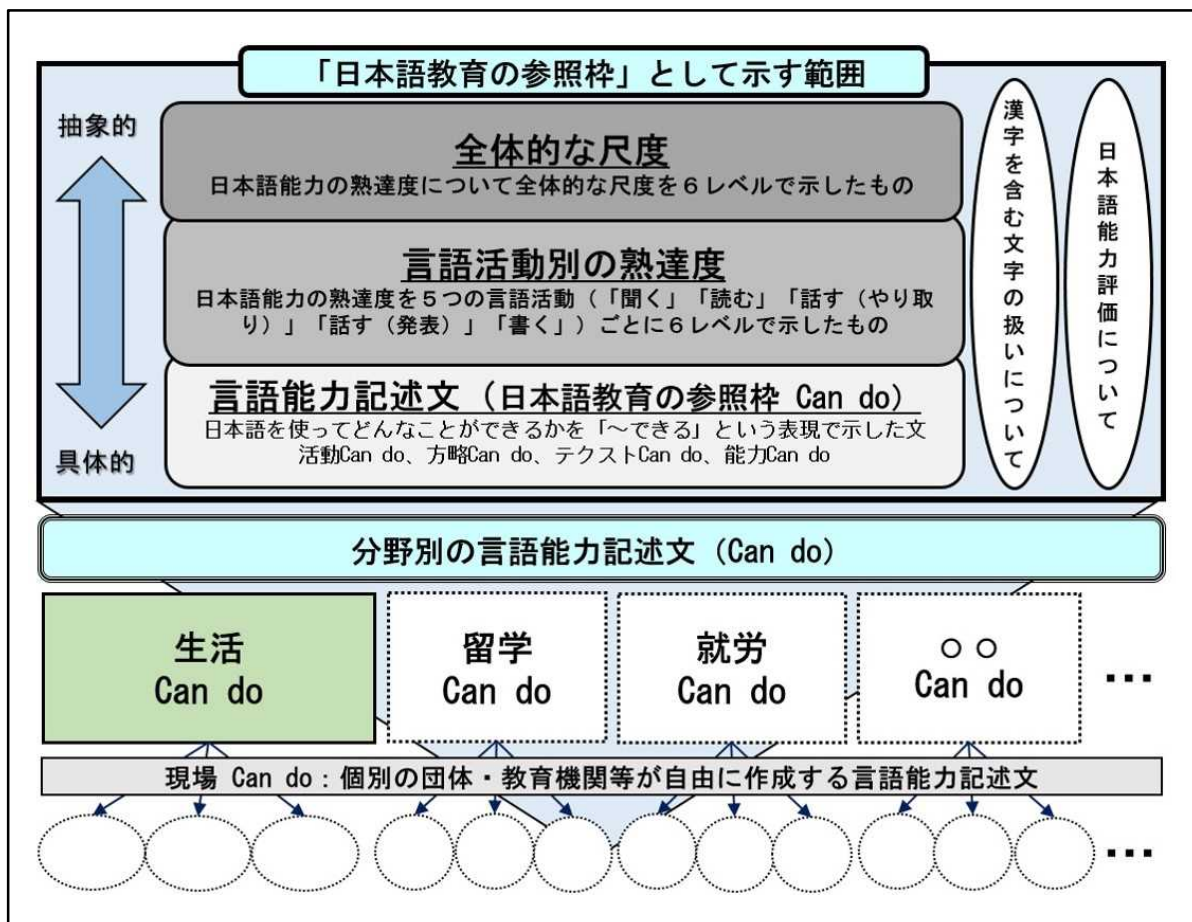 「日本語教育の参照枠」として示す範囲
抽象的
具体的
全体的な尺度
日本語能力の熟達度について全体的な尺度を６レベルで示したもの
言語活動別の熟達度
日本語能力の熟達度を５つの言語活動（「聞く」「読む」「話す（やり取
り）」「話す（発表）」「書く」）ごとに６レベルで示したもの
言語能力記述文（日本語教育の参照枠 Can do）
日本語を使ってどんなことができるかを「～できる」という表現で示した文
活動Can do、方略Can do、テクストCan do、能力Can do
漢字を含む文字の扱いについて
日本語能力評価について
分野別の言語能力記述文（Can do）
生活
Can do
留学
Can do
就労
Can do
○○
Can do
…
現場 Can do：個別の団体・教育機関等が自由に作成する言語能力記述文
…